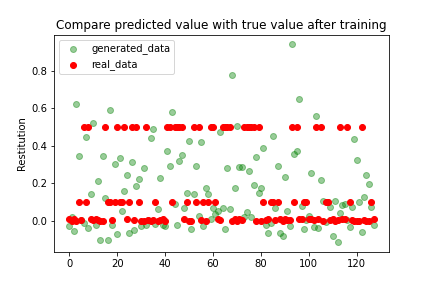 Compare predicted value with true value after training
generated_data
real_data
Restitution
0.8
0.6
0.4
0.2
0.0
0 20 40 60 80 100 120